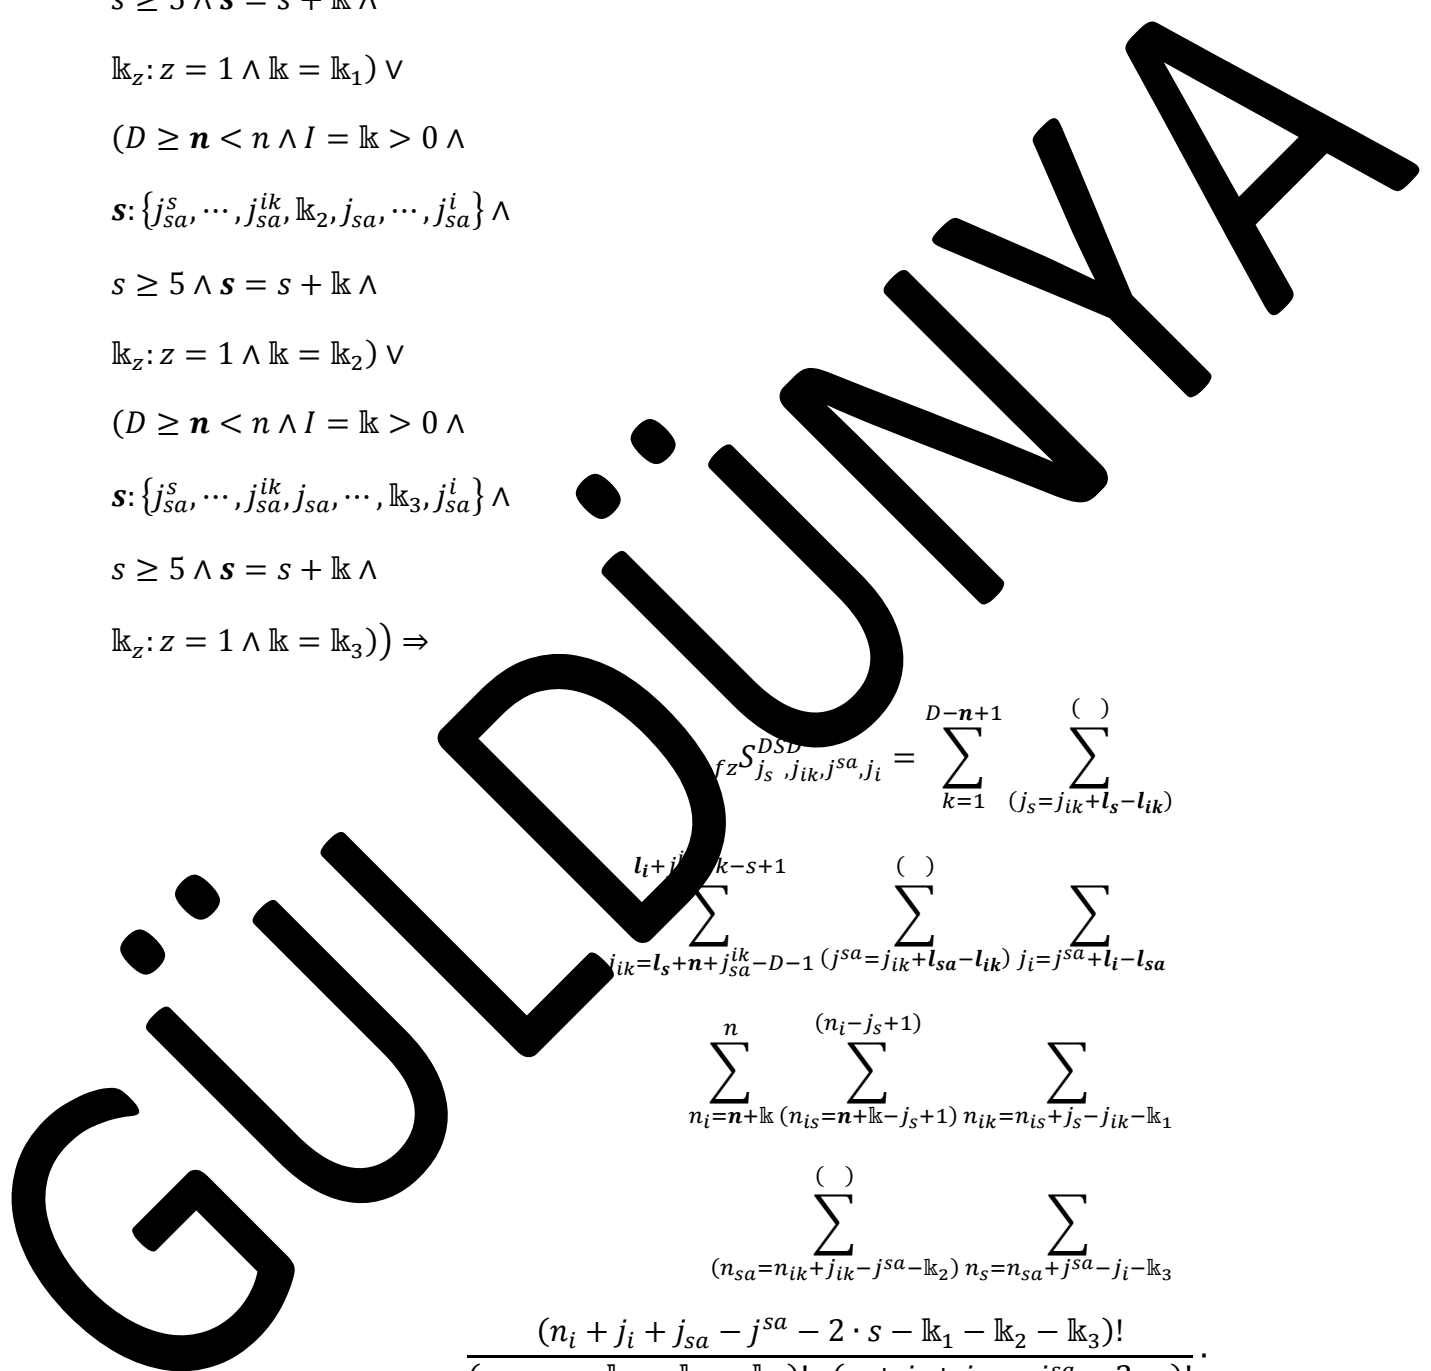 s ≥ 5 ∧ 𝒔 = s + 𝕜 ∧
𝕜_z: z = 1 ∧ 𝕜 = 𝕜_1) ∨
(D ≥ 𝒏 < n ∧ I = 𝕜 > 0 ∧
𝒔: {j_{sa}^s, ⋯, j_{sa}^{ik}, 𝕜_2, j_{sa}, ⋯, j_{sa}^i} ∧
s ≥ 5 ∧ 𝒔 = s + 𝕜 ∧
𝕜_z: z = 1 ∧ 𝕜 = 𝕜_2) ∨
(D ≥ 𝒏 < n ∧ I = 𝕜 > 0 ∧
𝒔: {j_{sa}^s, ⋯, j_{sa}^{ik}, j_{sa}, ⋯, 𝕜_3, j_{sa}^i} ∧
s ≥ 5 ∧ 𝒔 = s + 𝕜 ∧
𝕜_z: z = 1 ∧ 𝕜 = 𝕜_3)) ⇒
_{fz}S_{j_s, j_{ik}, j^{sa}, j_i}^{DSD} = ∑_{k=1}^{D-𝒏+1} ∑_{(j_s=j_{ik}+𝒍_𝒔-𝒍_{𝒊𝒌})}^{( )}
∑_{j_{ik}=𝒍_𝒔+𝒏+j_{sa}^{ik}-D-1} ∑_{(j^{sa}=j_{ik}+𝒍_{𝒔𝒂}-𝒍_{𝒊𝒌})}^{( )} ∑_{j_i=j^{sa}+𝒍_𝒊-𝒍_{𝒔𝒂}}
∑_{n_i=𝒏+𝕜}^{n} ∑_{(n_{is}=𝒏+𝕜-j_s+1)}^{(n_i-j_s+1)} ∑_{n_{ik}=n_{is}+j_s-j_{ik}-𝕜_1}
∑_{(n_{sa}=n_{ik}+j_{ik}-j^{sa}-𝕜_2)}^{( )} ∑_{n_s=n_{sa}+j^{sa}-j_i-𝕜_3}
(n_i + j_i + j_{sa} - j^{sa} - 2 · s - 𝕜_1 - 𝕜_2 - 𝕜_3)! ·
GÜLDÜNYA